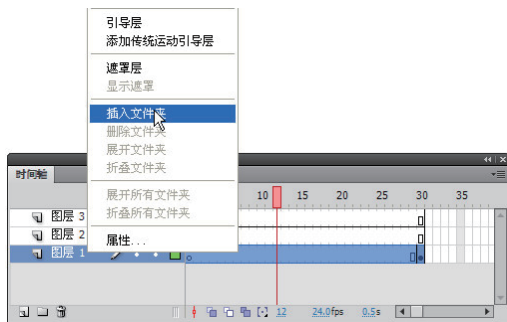 引导层
添加传统运动引导层
遮罩层
显示遮罩
插入文件夹
删除文件夹
展开文件夹
折叠文件夹
展开所有文件夹
折叠所有文件夹
属性...
时间轴
10 15 20 25 30 35
图层 3
图层 2
图层 1
12 24.0fps 0.5s